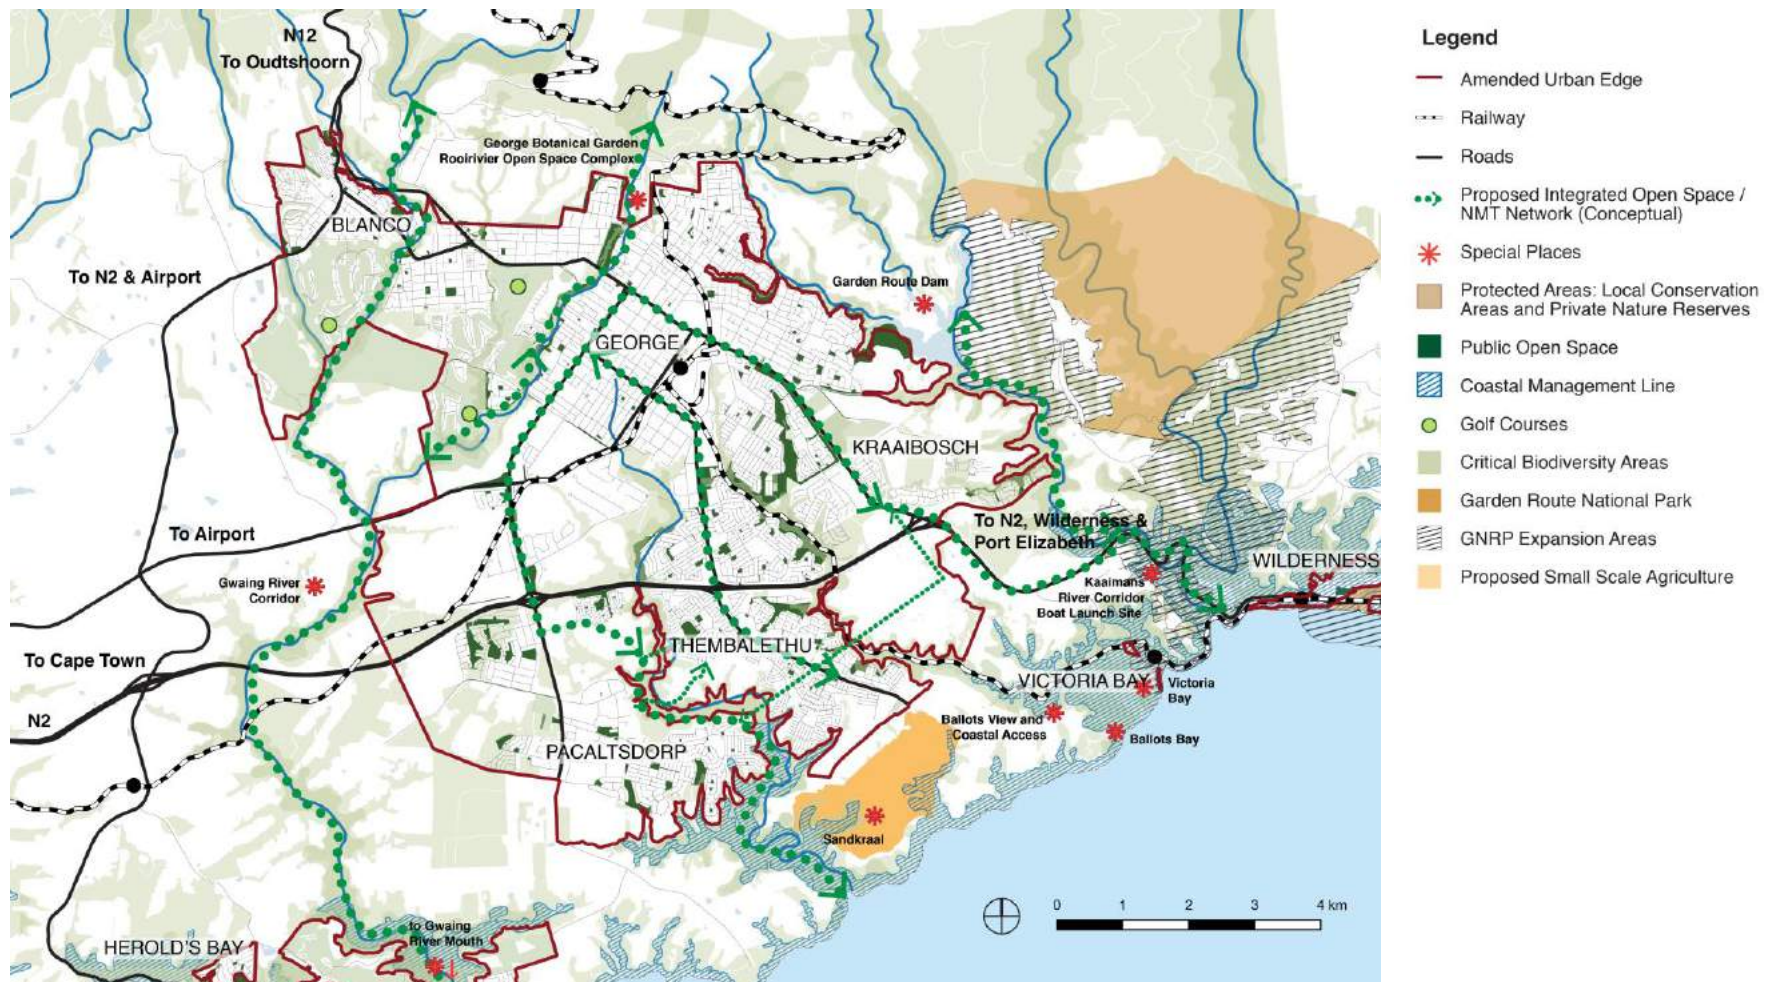 N12
To Oudtshoorn
George Botanical Garden
Rooirivier Open Space Complex
BLANCO
To N2 & Airport
Garden Route Dam
GEORGE
KRAAIBOSCH
To N2, Wilderness &
Port Elizabeth
To Airport
WILDERNESS
Gwaing River
Corridor
Kaaimans
River Corridor
Boat Launch Site
THEMBALETHU
To Cape Town
VICTORIA BAY
Victoria
Bay
N2
Ballots View and
Coastal Access
Ballots Bay
PACALTSDORP
Sandkraal
to Gwaing
River Mouth
HEROLD'S BAY
0 1 2 3 4 km
Legend
Amended Urban Edge
Railway
Roads
Proposed Integrated Open Space /
NMT Network (Conceptual)
Special Places
Protected Areas: Local Conservation
Areas and Private Nature Reserves
Public Open Space
Coastal Management Line
Golf Courses
Critical Biodiversity Areas
Garden Route National Park
GNRP Expansion Areas
Proposed Small Scale Agriculture